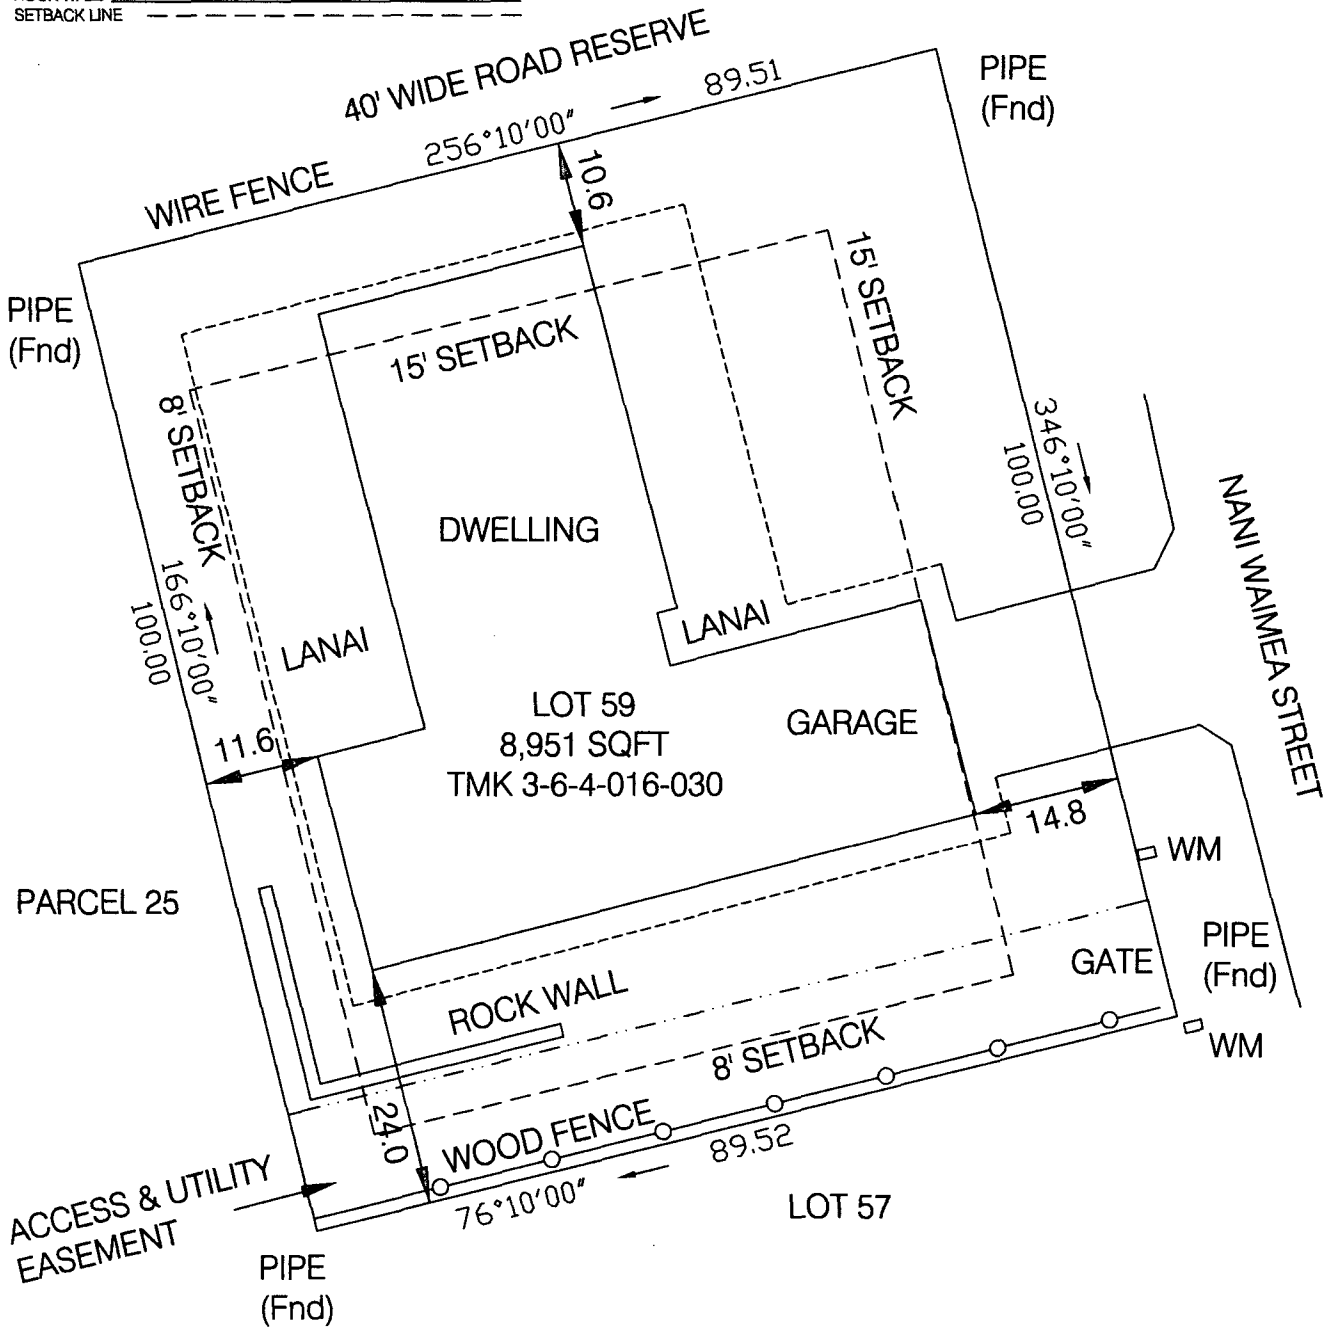 SETBACK LINE
40' WIDE ROAD RESERVE
89.51
256°10'00"
PIPE
(Fnd)
WIRE FENCE
10.6
15' SETBACK
PIPE
(Fnd)
15' SETBACK
8' SETBACK
346°10'00"
100.00
NANI WAIMEA STREET
DWELLING
166°10'00"
100.00
LANAI
LANAI
LOT 59
8,951 SQFT
TMK 3-6-4-016-030
GARAGE
11.6
14.8
WM
PARCEL 25
PIPE
(Fnd)
GATE
ROCK WALL
WM
8' SETBACK
24.0
WOOD FENCE
89.52
76°10'00"
ACCESS & UTILITY
EASEMENT
LOT 57
PIPE
(Fnd)